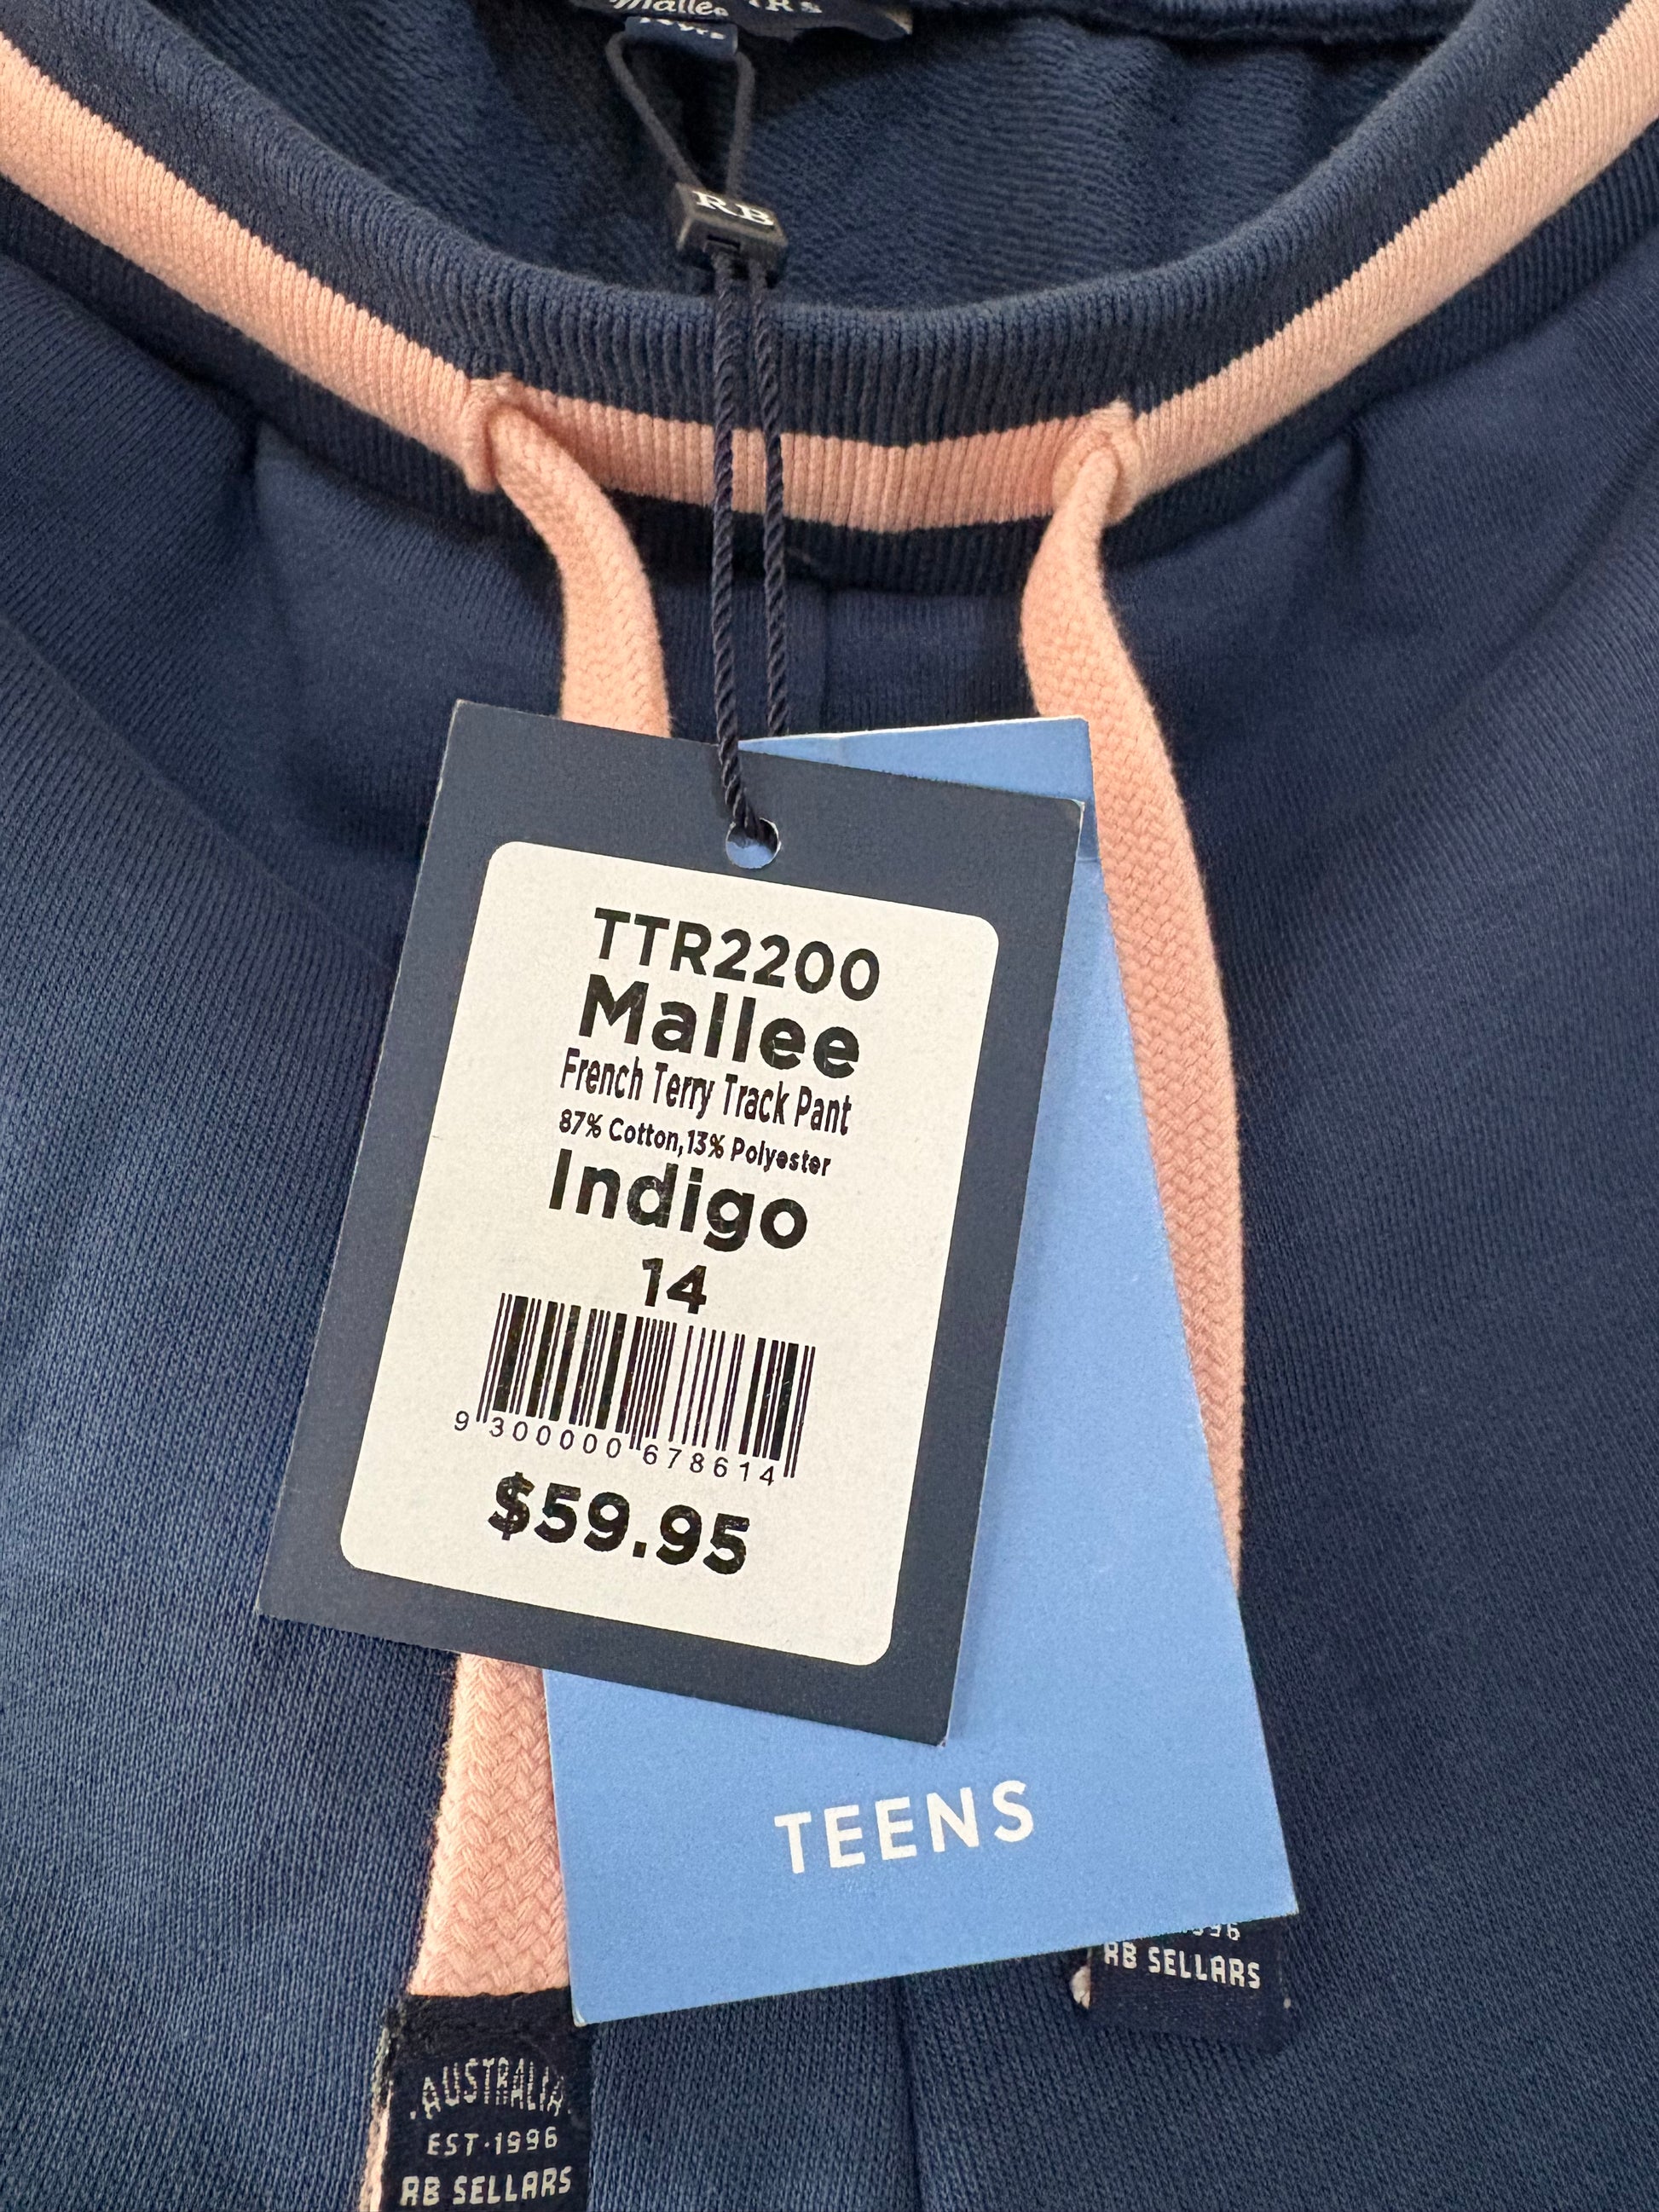 Mallee
RB
TTR2200
Mallee
French Terry Track Pant
87% Cotton,13% Polyester
Indigo
14
9 300000 678614
$59.95
TEENS
RB SELLARS
.AUSTRALIA.
EST·1996
RB SELLARS